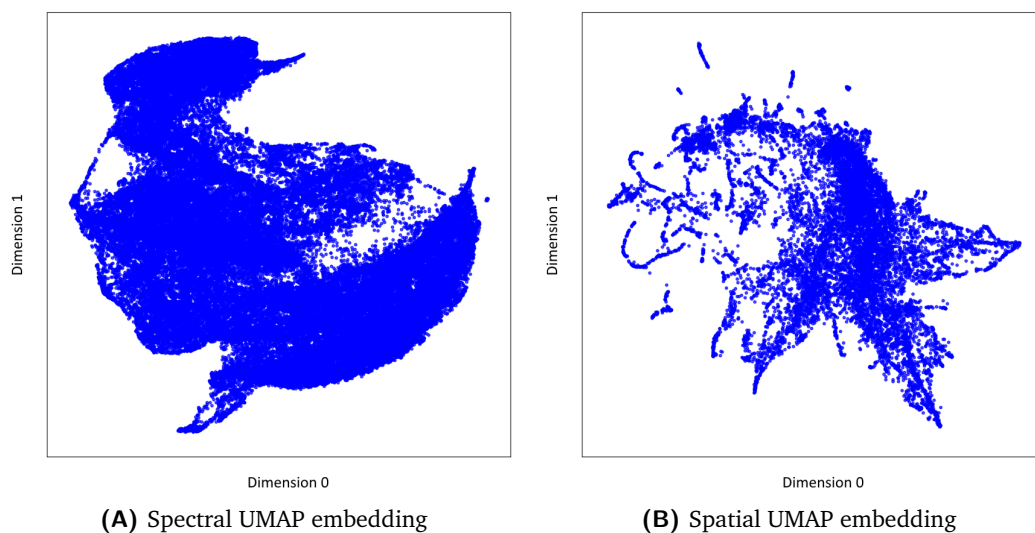 Dimension 1
Dimension 0
(A) Spectral UMAP embedding
Dimension 1
Dimension 0
(B) Spatial UMAP embedding